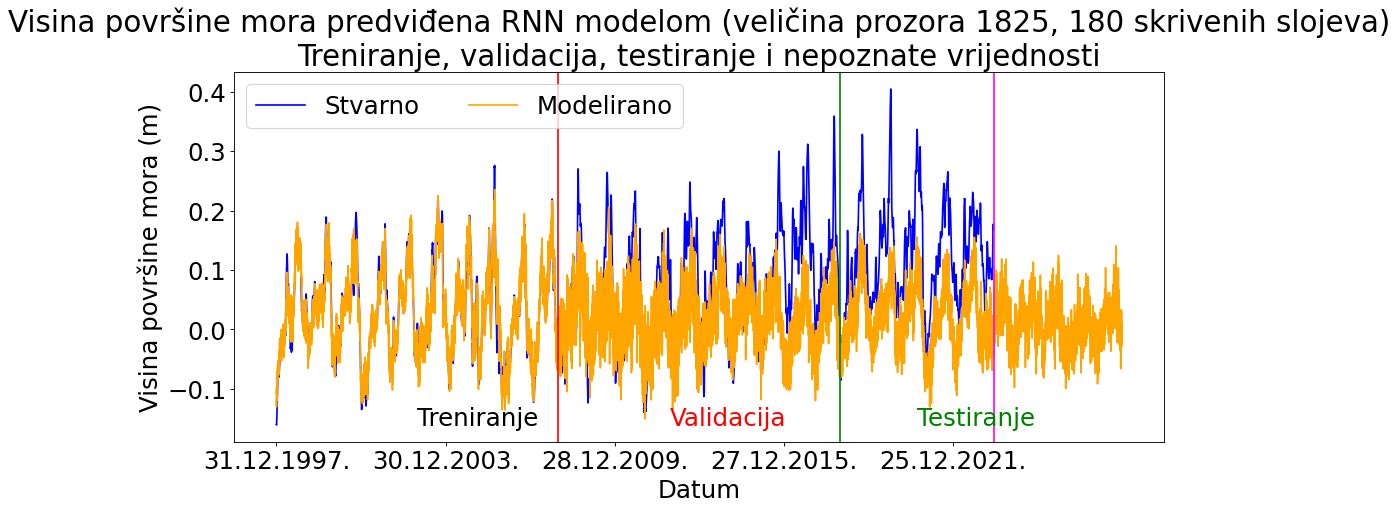 Visina površine mora predviđena RNN modelom (veličina prozora 1825, 180 skrivenih slojeva)
Treniranje, validacija, testiranje i nepoznate vrijednosti
Stvarno
Modelirano
Visina površine mora (m)
0.4
0.3
0.2
0.1
0.0
−0.1
Treniranje
Validacija
Testiranje
31.12.1997.
30.12.2003.
28.12.2009.
27.12.2015.
25.12.2021.
Datum